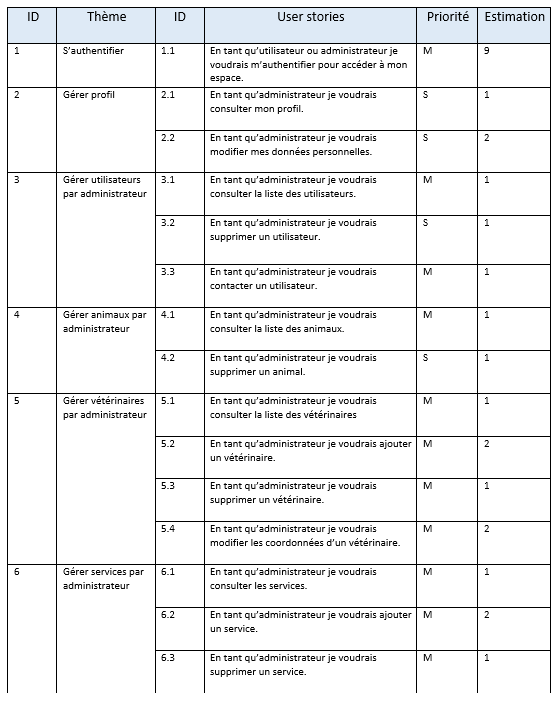 ID Thème ID User stories Priorité Estimation
1 S’authentifier 1.1 En tant qu’utilisateur ou administrateur je M 9
voudrais m’authentifier pour accéder à mon
espace.
2 Gérer profil 2.1 En tant qu’administrateur je voudrais S 1
consulter mon profil.
2.2 En tant qu’administrateur je voudrais S 2
modifier mes données personnelles.
3 Gérer utilisateurs 3.1 En tant qu’administrateur je voudrais M 1
par administrateur consulter la liste des utilisateurs.
3.2 En tant qu’administrateur je voudrais S 1
supprimer un utilisateur.
3.3 En tant qu’administrateur je voudrais M 1
contacter un utilisateur.
4 Gérer animaux par 4.1 En tant qu’administrateur je voudrais M 1
administrateur consulter la liste des animaux.
4.2 En tant qu’administrateur je voudrais S 1
supprimer un animal.
5 Gérer vétérinaires 5.1 En tant qu’administrateur je voudrais M 1
par administrateur consulter la liste des vétérinaires
5.2 En tant qu’administrateur je voudrais ajouter M 2
un vétérinaire.
5.3 En tant qu’administrateur je voudrais M 1
supprimer un vétérinaire.
5.4 En tant qu’administrateur je voudrais M 2
modifier les coordonnées d’un vétérinaire.
6 Gérer services par 6.1 En tant qu’administrateur je voudrais M 1
administrateur consulter les services.
6.2 En tant qu’administrateur je voudrais ajouter M 2
un service.
6.3 En tant qu’administrateur je voudrais M 1
supprimer un service.